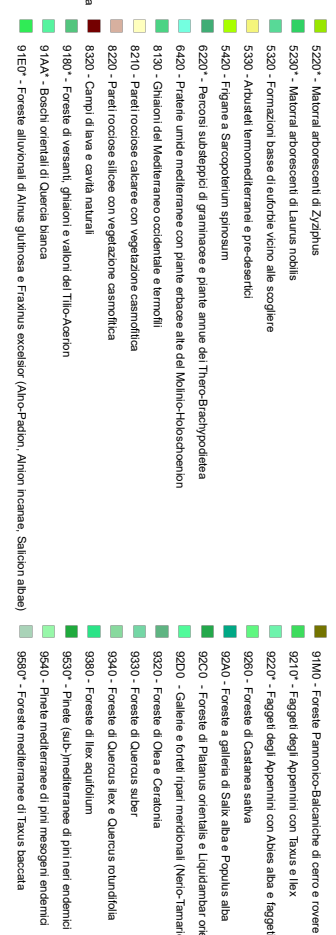 5220* - Matorral arborescenti di Zyziphus
5230* - Matorral arborescenti di Laurus nobilis
5320 - Formazioni basse di euforbie vicino alle scogliere
5330 - Arbusteti termomediterranei e pre-desertici
5420 - Frigane a Sarcopoterium spinosum
6220* - Percorsi substeppici di graminacee e piante annue dei Thero-Brachypodietea
6420 - Praterie umide mediterranee con piante erbacee alte del Molinio-Holoschoenion
8130 - Ghiaioni del Mediterraneo occidentale e termofili
8210 - Pareti rocciose calcaree con vegetazione casmofitica
8220 - Pareti rocciose silicee con vegetazione casmofitica
8320 - Campi di lava e cavità naturali
9180* - Foreste di versanti, ghiaioni e valloni del Tilio-Acerion
91AA* - Boschi orientali di Quercia bianca
91E0* - Foreste alluvionali di Alnus glutinosa e Fraxinus excelsior (Alno-Padion, Alnion incanae, Salicion albae)
91M0 - Foreste Pannonico-Balcaniche di cerro e rovere
9210* - Faggeti degli Appennini con Taxus e Ilex
9220* - Faggeti degli Appennini con Abies alba e fagget
9260 - Foreste di Castanea sativa
92A0 - Foreste a galleria di Salix alba e Populus alba
92C0 - Foreste di Platanus orientalis e Liquidambar orie
92D0 - Gallerie e forteti ripari meridionali (Nerio-Tamaric
9320 - Foreste di Olea e Ceratonia
9330 - Foreste di Quercus suber
9340 - Foreste di Quercus ilex e Quercus rotundifolia
9380 - Foreste di Ilex aquifolium
9530* - Pinete (sub-)mediterranee di pini neri endemici
9540 - Pinete mediterranee di pini mesogeni endemici
9580* - Foreste mediterranee di Taxus baccata